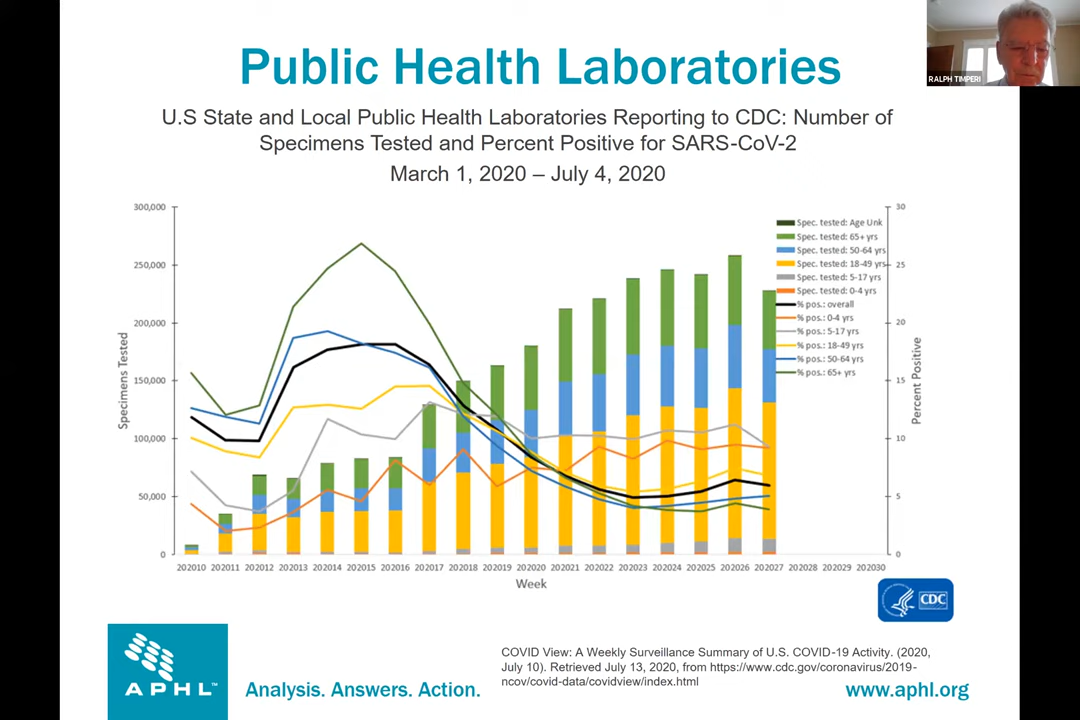 Public Health Laboratories
RALPH TIMPERI
U.S State and Local Public Health Laboratories Reporting to CDC: Number of
Specimens Tested and Percent Positive for SARS-CoV-2
March 1, 2020 – July 4, 2020
300,000
250,000
200,000
150,000
100,000
50,000
0
Specimens Tested
Spec. tested: Age Unk
Spec. tested: 65+ yrs
Spec. tested: 50-64 yrs
Spec. tested: 18-49 yrs
Spec. tested: 5-17 yrs
Spec. tested: 0-4 yrs
% pos.: overall
% pos.: 0-4 yrs
% pos.: 5-17 yrs
% pos.: 18-49 yrs
% pos.: 50-64 yrs
% pos.: 65+ yrs
30
25
20
15
10
5
0
Percent Positive
202010 202011 202012 202013 202014 202015 202016 202017 202018 202019 202020 202021 202022 202023 202024 202025 202026 202027 202028 202029 202030
Week
CDC
COVID View: A Weekly Surveillance Summary of U.S. COVID-19 Activity. (2020,
July 10). Retrieved July 13, 2020, from https://www.cdc.gov/coronavirus/2019-
ncov/covid-data/covidview/index.html
APHL™
Analysis. Answers. Action.
www.aphl.org